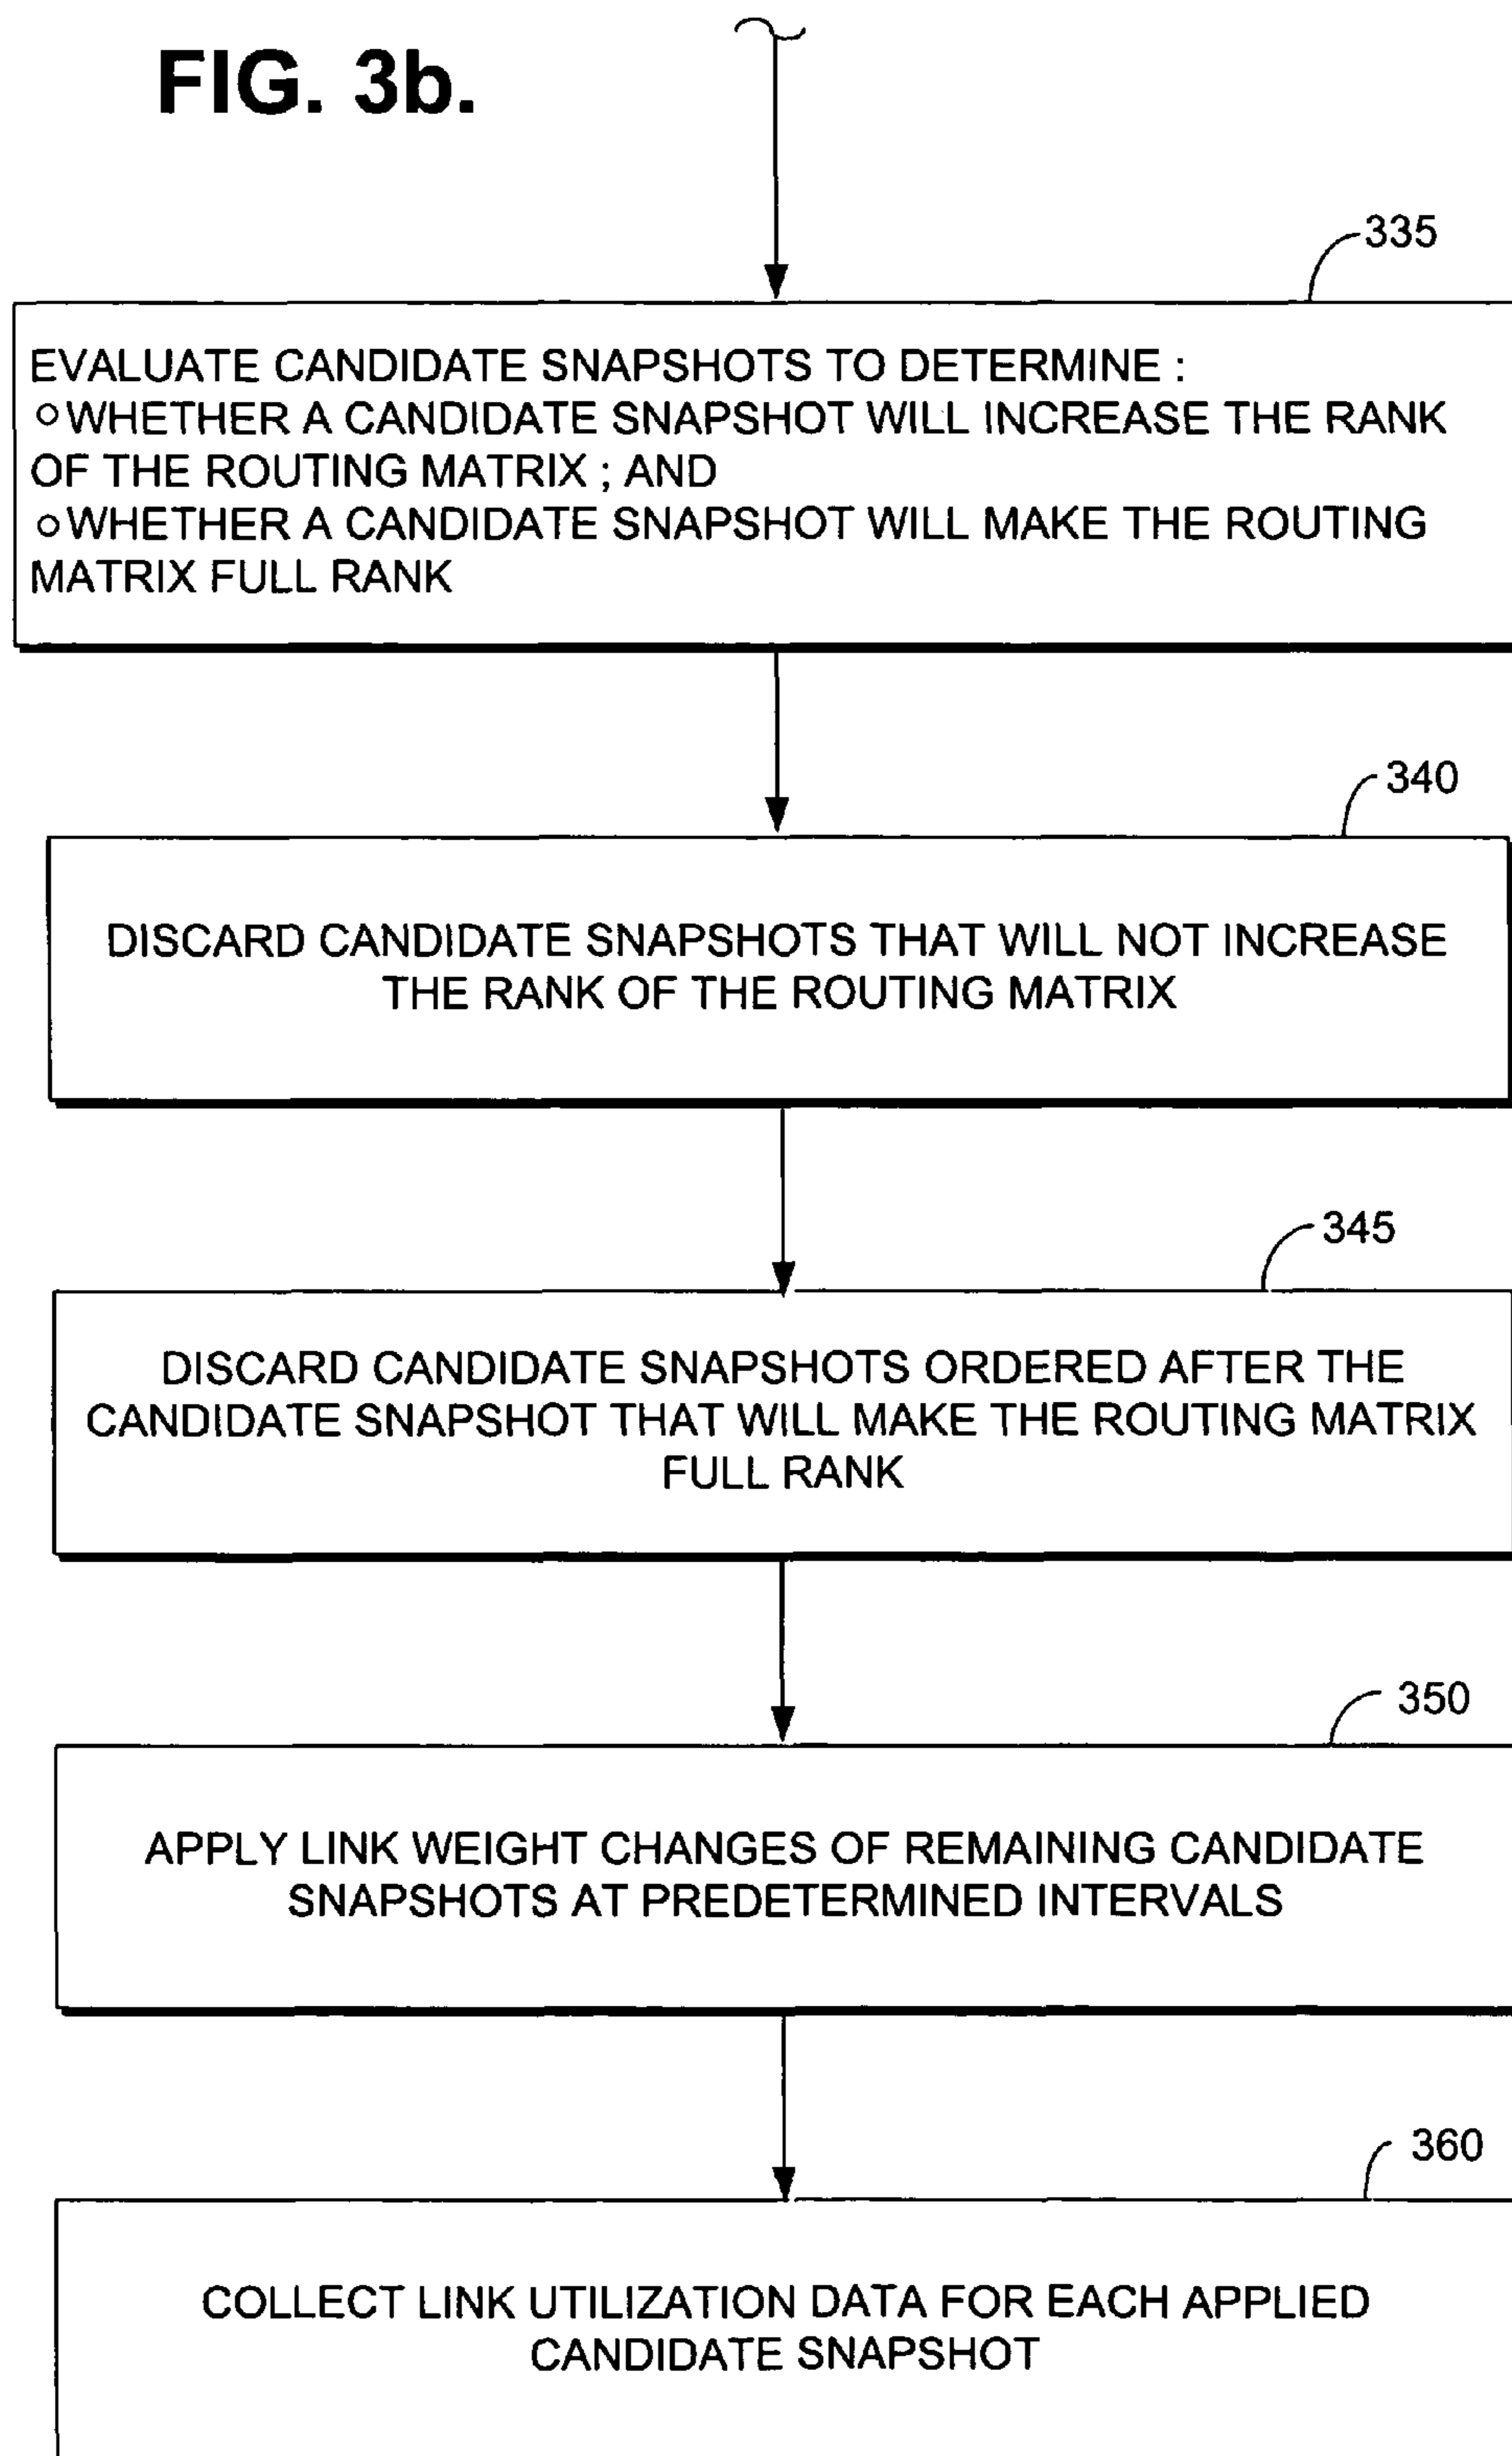 FIG. 3b.
335
EVALUATE CANDIDATE SNAPSHOTS TO DETERMINE :
○ WHETHER A CANDIDATE SNAPSHOT WILL INCREASE THE RANK
OF THE ROUTING MATRIX ; AND
○ WHETHER A CANDIDATE SNAPSHOT WILL MAKE THE ROUTING
MATRIX FULL RANK
340
DISCARD CANDIDATE SNAPSHOTS THAT WILL NOT INCREASE
THE RANK OF THE ROUTING MATRIX
345
DISCARD CANDIDATE SNAPSHOTS ORDERED AFTER THE
CANDIDATE SNAPSHOT THAT WILL MAKE THE ROUTING MATRIX
FULL RANK
350
APPLY LINK WEIGHT CHANGES OF REMAINING CANDIDATE
SNAPSHOTS AT PREDETERMINED INTERVALS
360
COLLECT LINK UTILIZATION DATA FOR EACH APPLIED
CANDIDATE SNAPSHOT